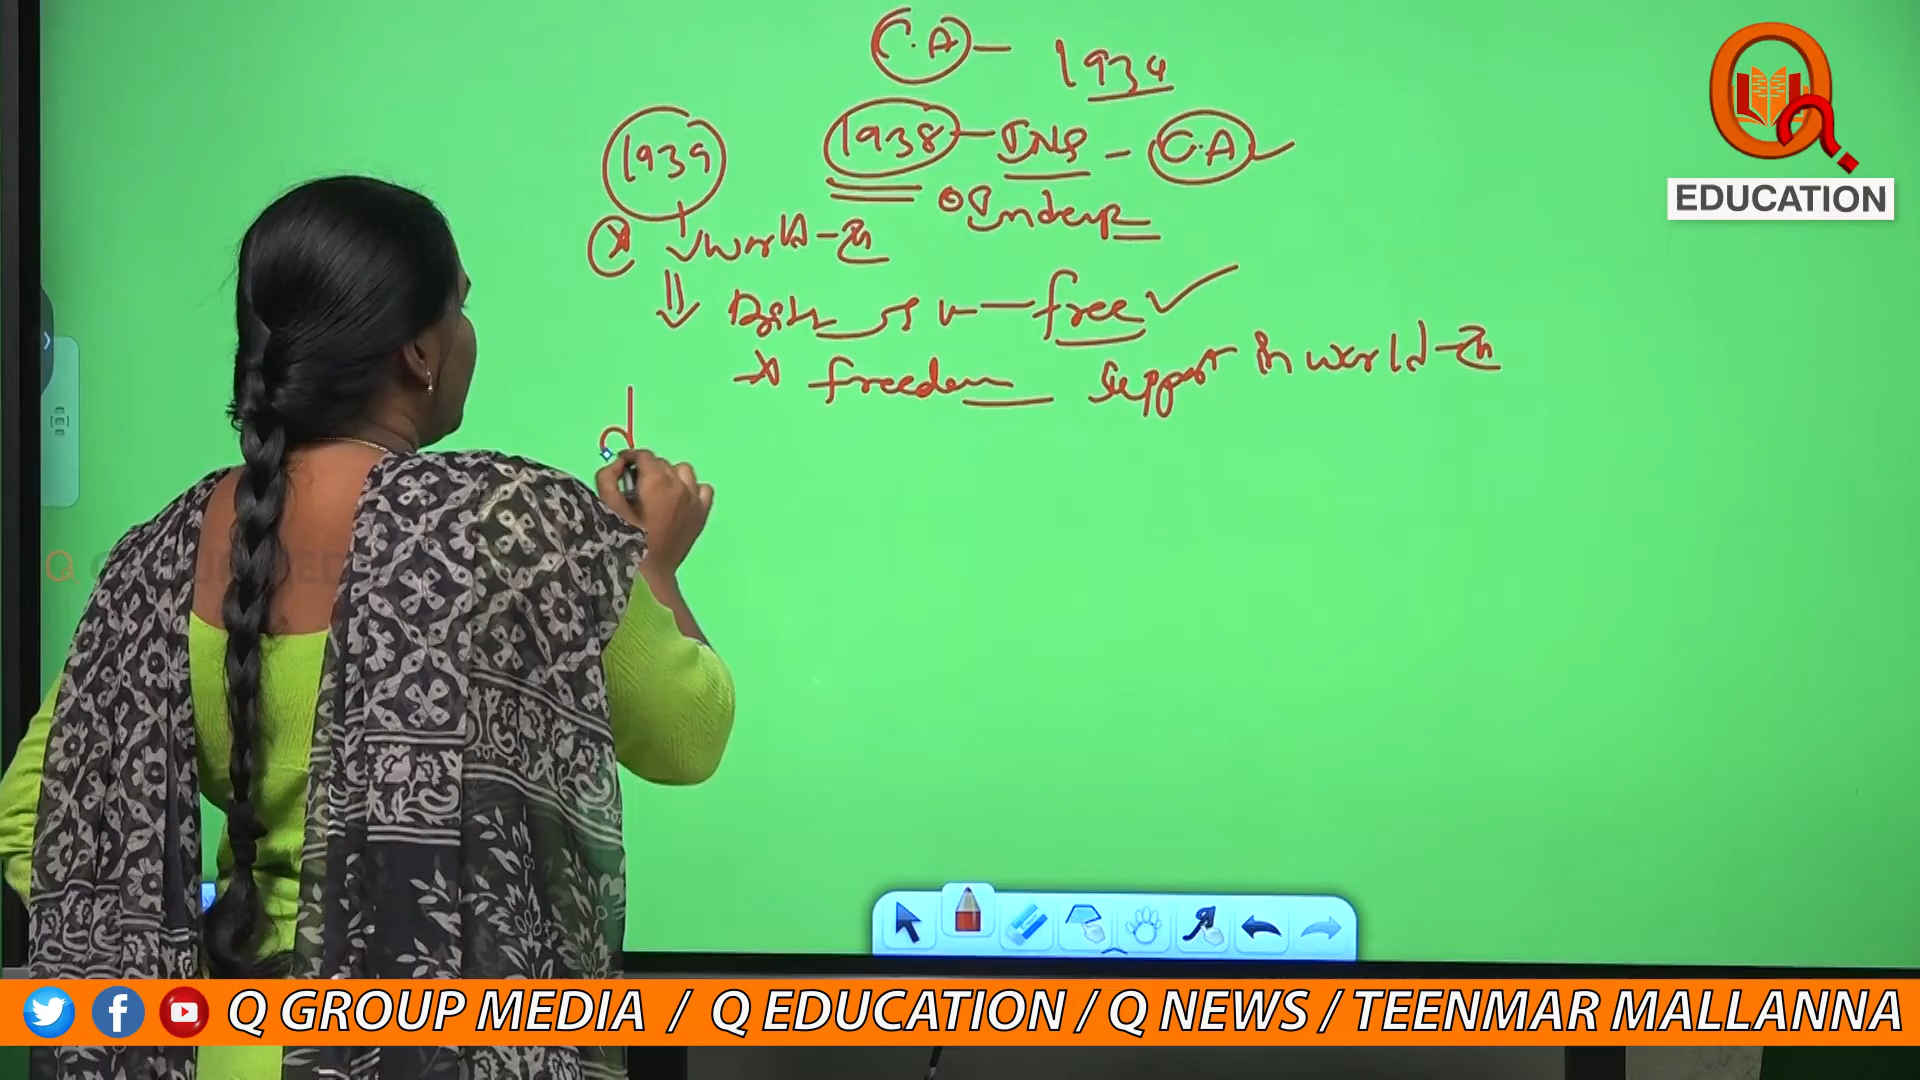 C.A - 1934
1939
1938 - INC - C.A
Indep
World - II
free
* freedom support in World - II
d
Q
EDUCATION
Q GROUP MEDIA / Q EDUCATION / Q NEWS / TEENMAR MALLANNA